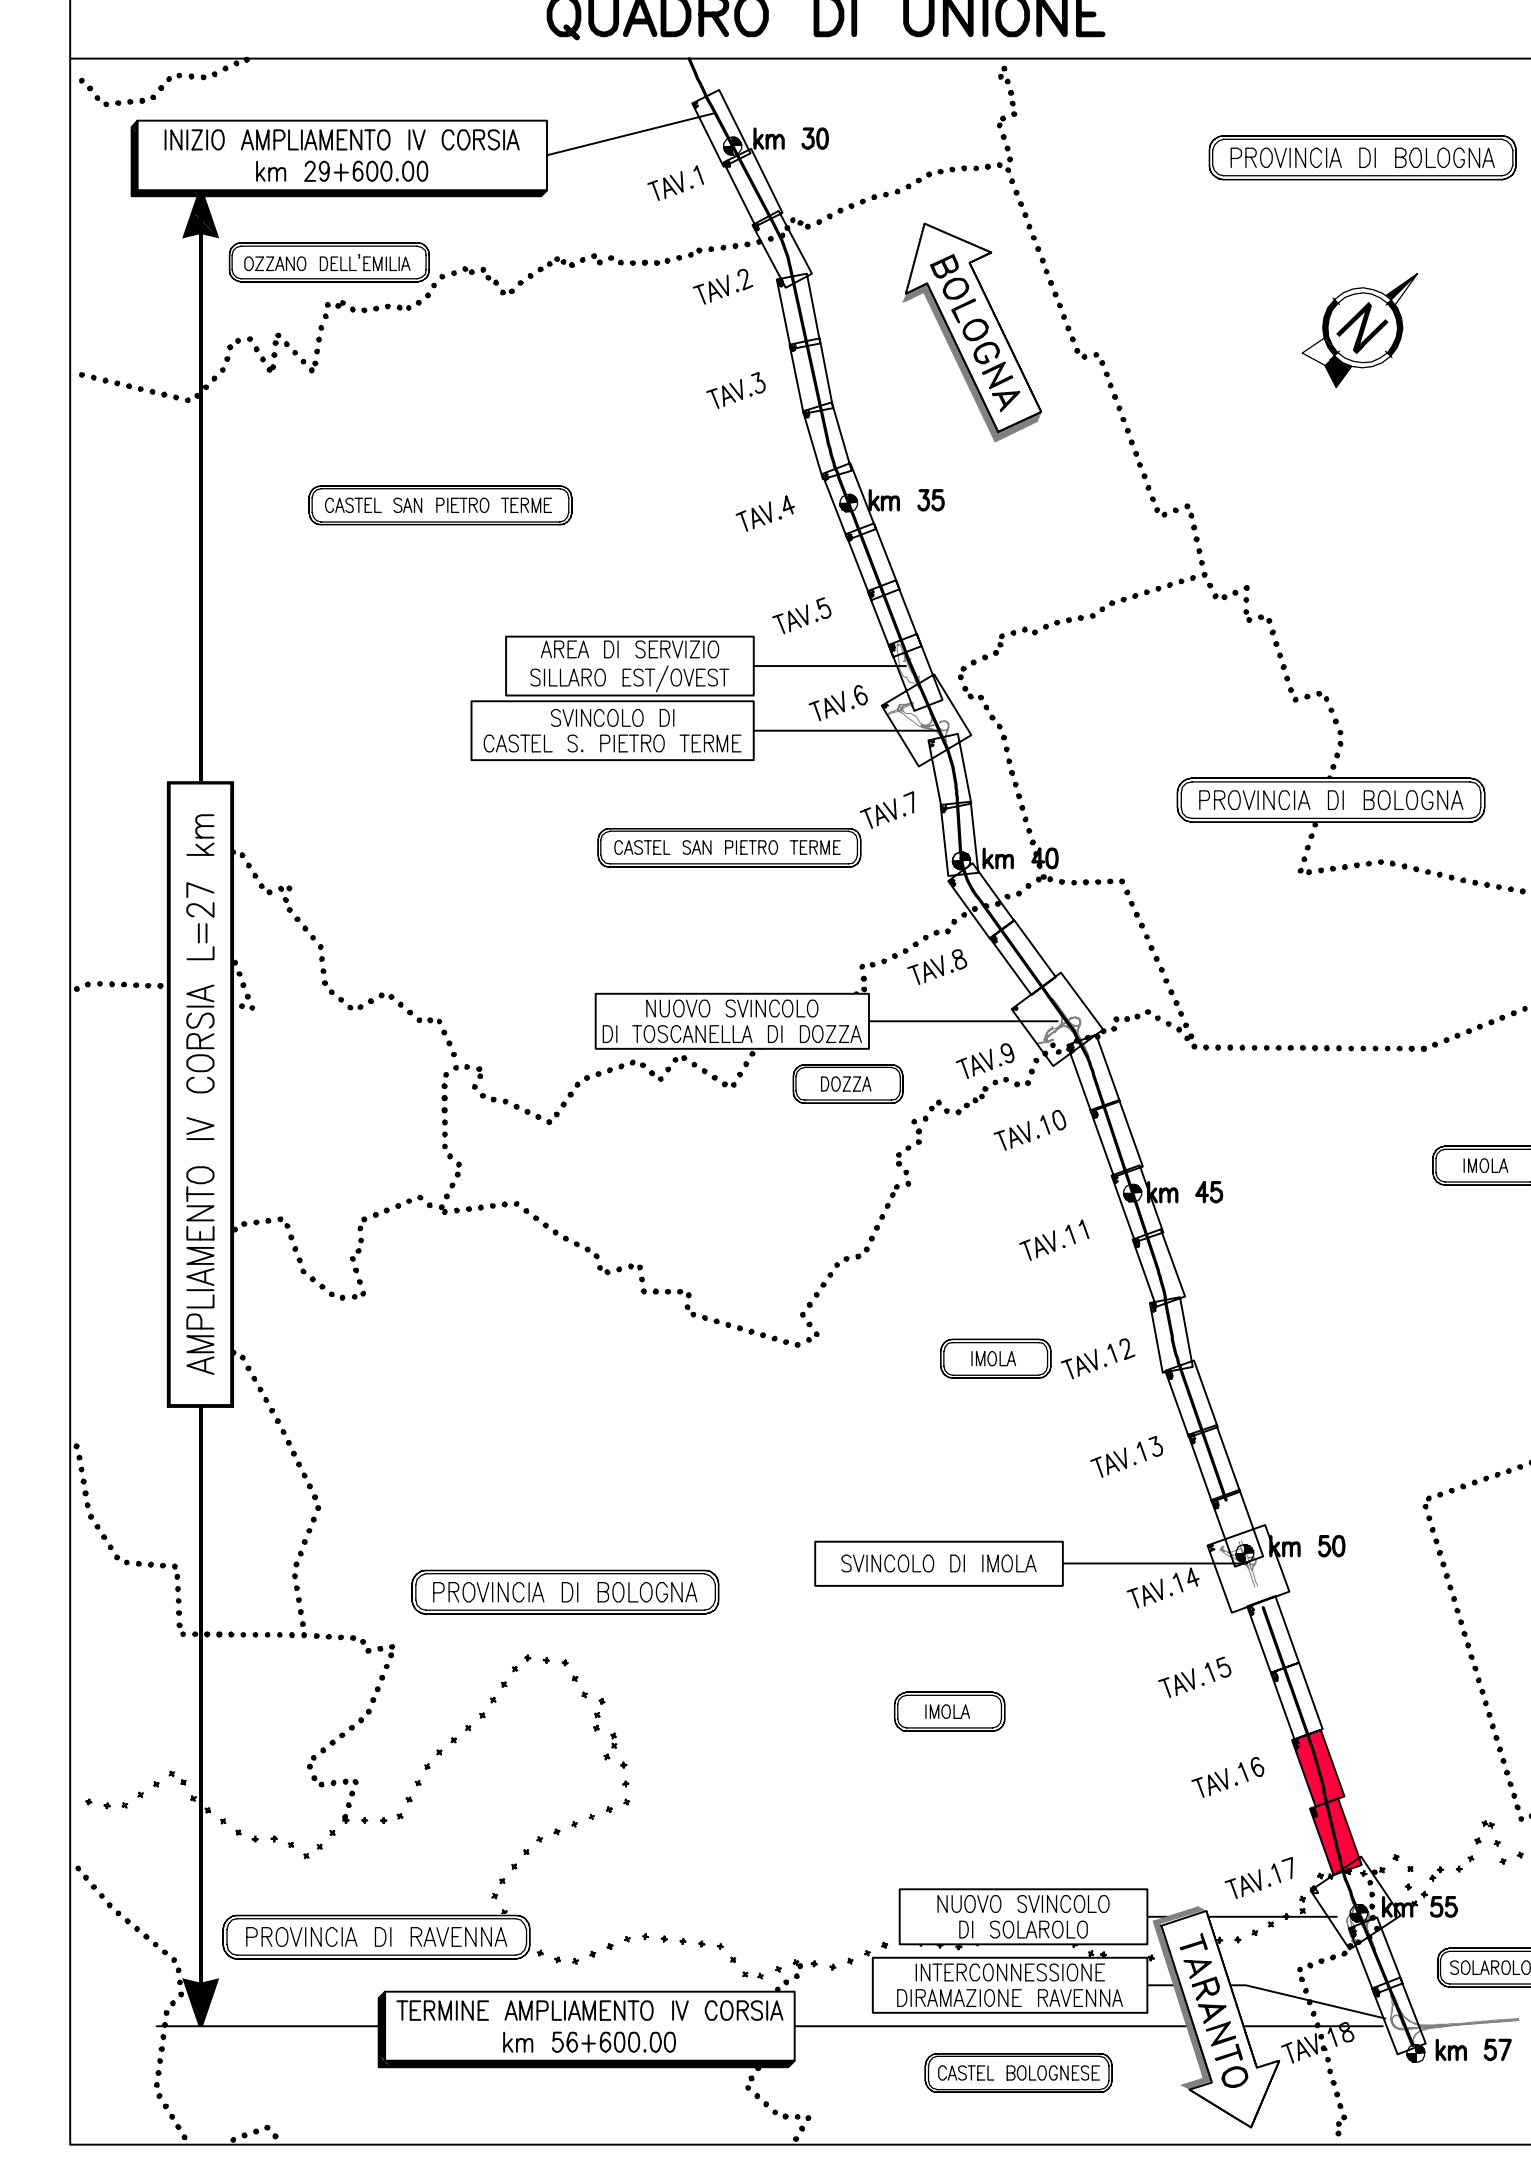 QUADRO DI UNIONE
INIZIO AMPLIAMENTO IV CORSIA
km 29+600.00
km 30
PROVINCIA DI BOLOGNA
TAV.1
OZZANO DELL'EMILIA
TAV.2
BOLOGNA
N
TAV.3
CASTEL SAN PIETRO TERME
TAV.4
km 35
TAV.5
AREA DI SERVIZIO
SILLARO EST/OVEST
TAV.6
SVINCOLO DI
CASTEL S. PIETRO TERME
PROVINCIA DI BOLOGNA
TAV.7
CASTEL SAN PIETRO TERME
km 40
AMPLIAMENTO IV CORSIA L=27 km
TAV.8
NUOVO SVINCOLO
DI TOSCANELLA DI DOZZA
TAV.9
DOZZA
TAV.10
IMOLA
km 45
TAV.11
IMOLA
TAV.12
TAV.13
km 50
SVINCOLO DI IMOLA
TAV.14
PROVINCIA DI BOLOGNA
TAV.15
IMOLA
TAV.16
TAV.17
NUOVO SVINCOLO
DI SOLAROLO
km 55
PROVINCIA DI RAVENNA
INTERCONNESSIONE
DIRAMAZIONE RAVENNA
SOLAROLO
TARANTO
TERMINE AMPLIAMENTO IV CORSIA
km 56+600.00
TAV.18
km 57
CASTEL BOLOGNESE